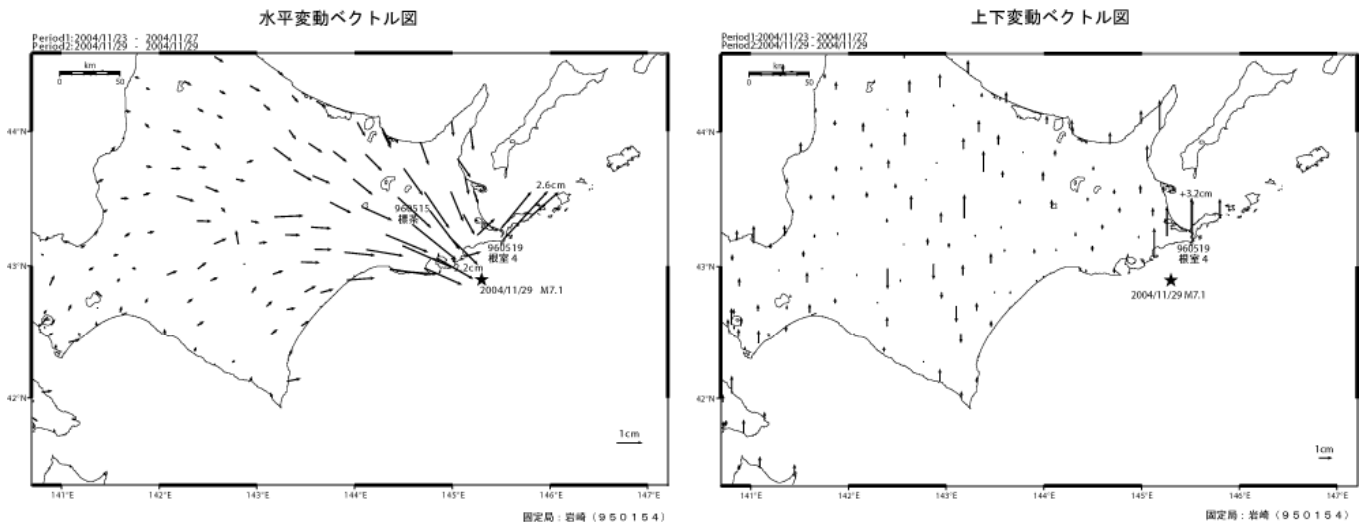 水平変動ベクトル図
Period1:2004/11/23 - 2004/11/27
Period2:2004/11/29 - 2004/11/29
km
0 50
44°N
43°N
42°N
2.6cm
960515
標茶
960519
根室４
2.2cm
2004/11/29 M7.1
1cm
141°E 142°E 143°E 144°E 145°E 146°E 147°E
固定局：岩崎（９５０１５４）
上下変動ベクトル図
Period1:2004/11/23 - 2004/11/27
Period2:2004/11/29 - 2004/11/29
km
0 50
44°N
43°N
42°N
+3.2cm
960519
根室４
2004/11/29 M7.1
1cm
141°E 142°E 143°E 144°E 145°E 146°E 147°E
固定局：岩崎（９５０１５４）